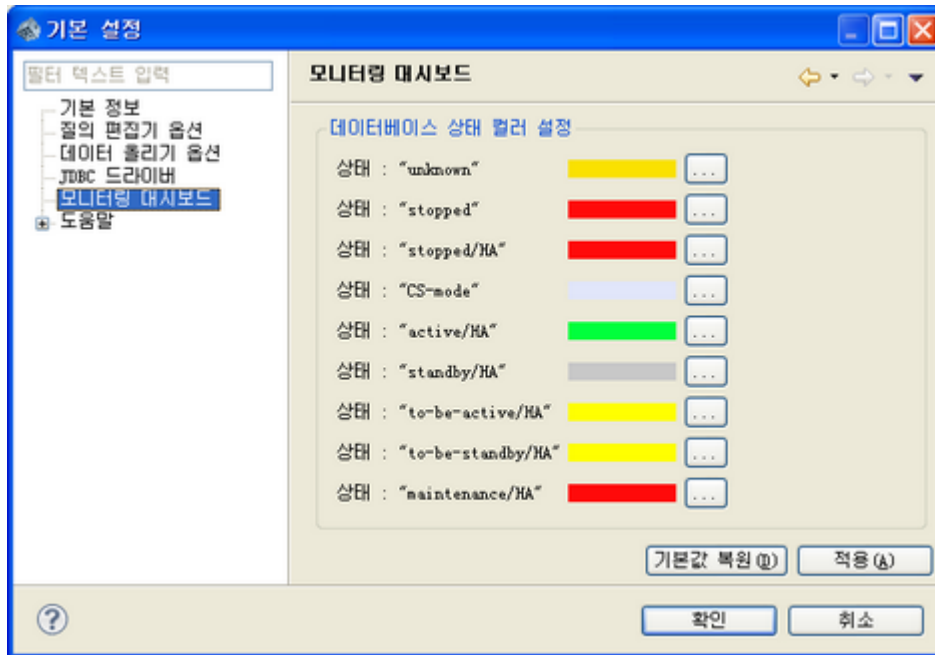 기본 설정
필터 텍스트 입력
기본 정보
질의 편집기 옵션
데이터 올리기 옵션
JDBC 드라이버
모니터링 대시보드
도움말
모니터링 대시보드
데이터베이스 상태 컬러 설정
상태 : "unknown" ...
상태 : "stopped" ...
상태 : "stopped/HA" ...
상태 : "CS-mode" ...
상태 : "active/HA" ...
상태 : "standby/HA" ...
상태 : "to-be-active/HA" ...
상태 : "to-be-standby/HA" ...
상태 : "maintenance/HA" ...
기본값 복원(D) 적용(A)
확인 취소